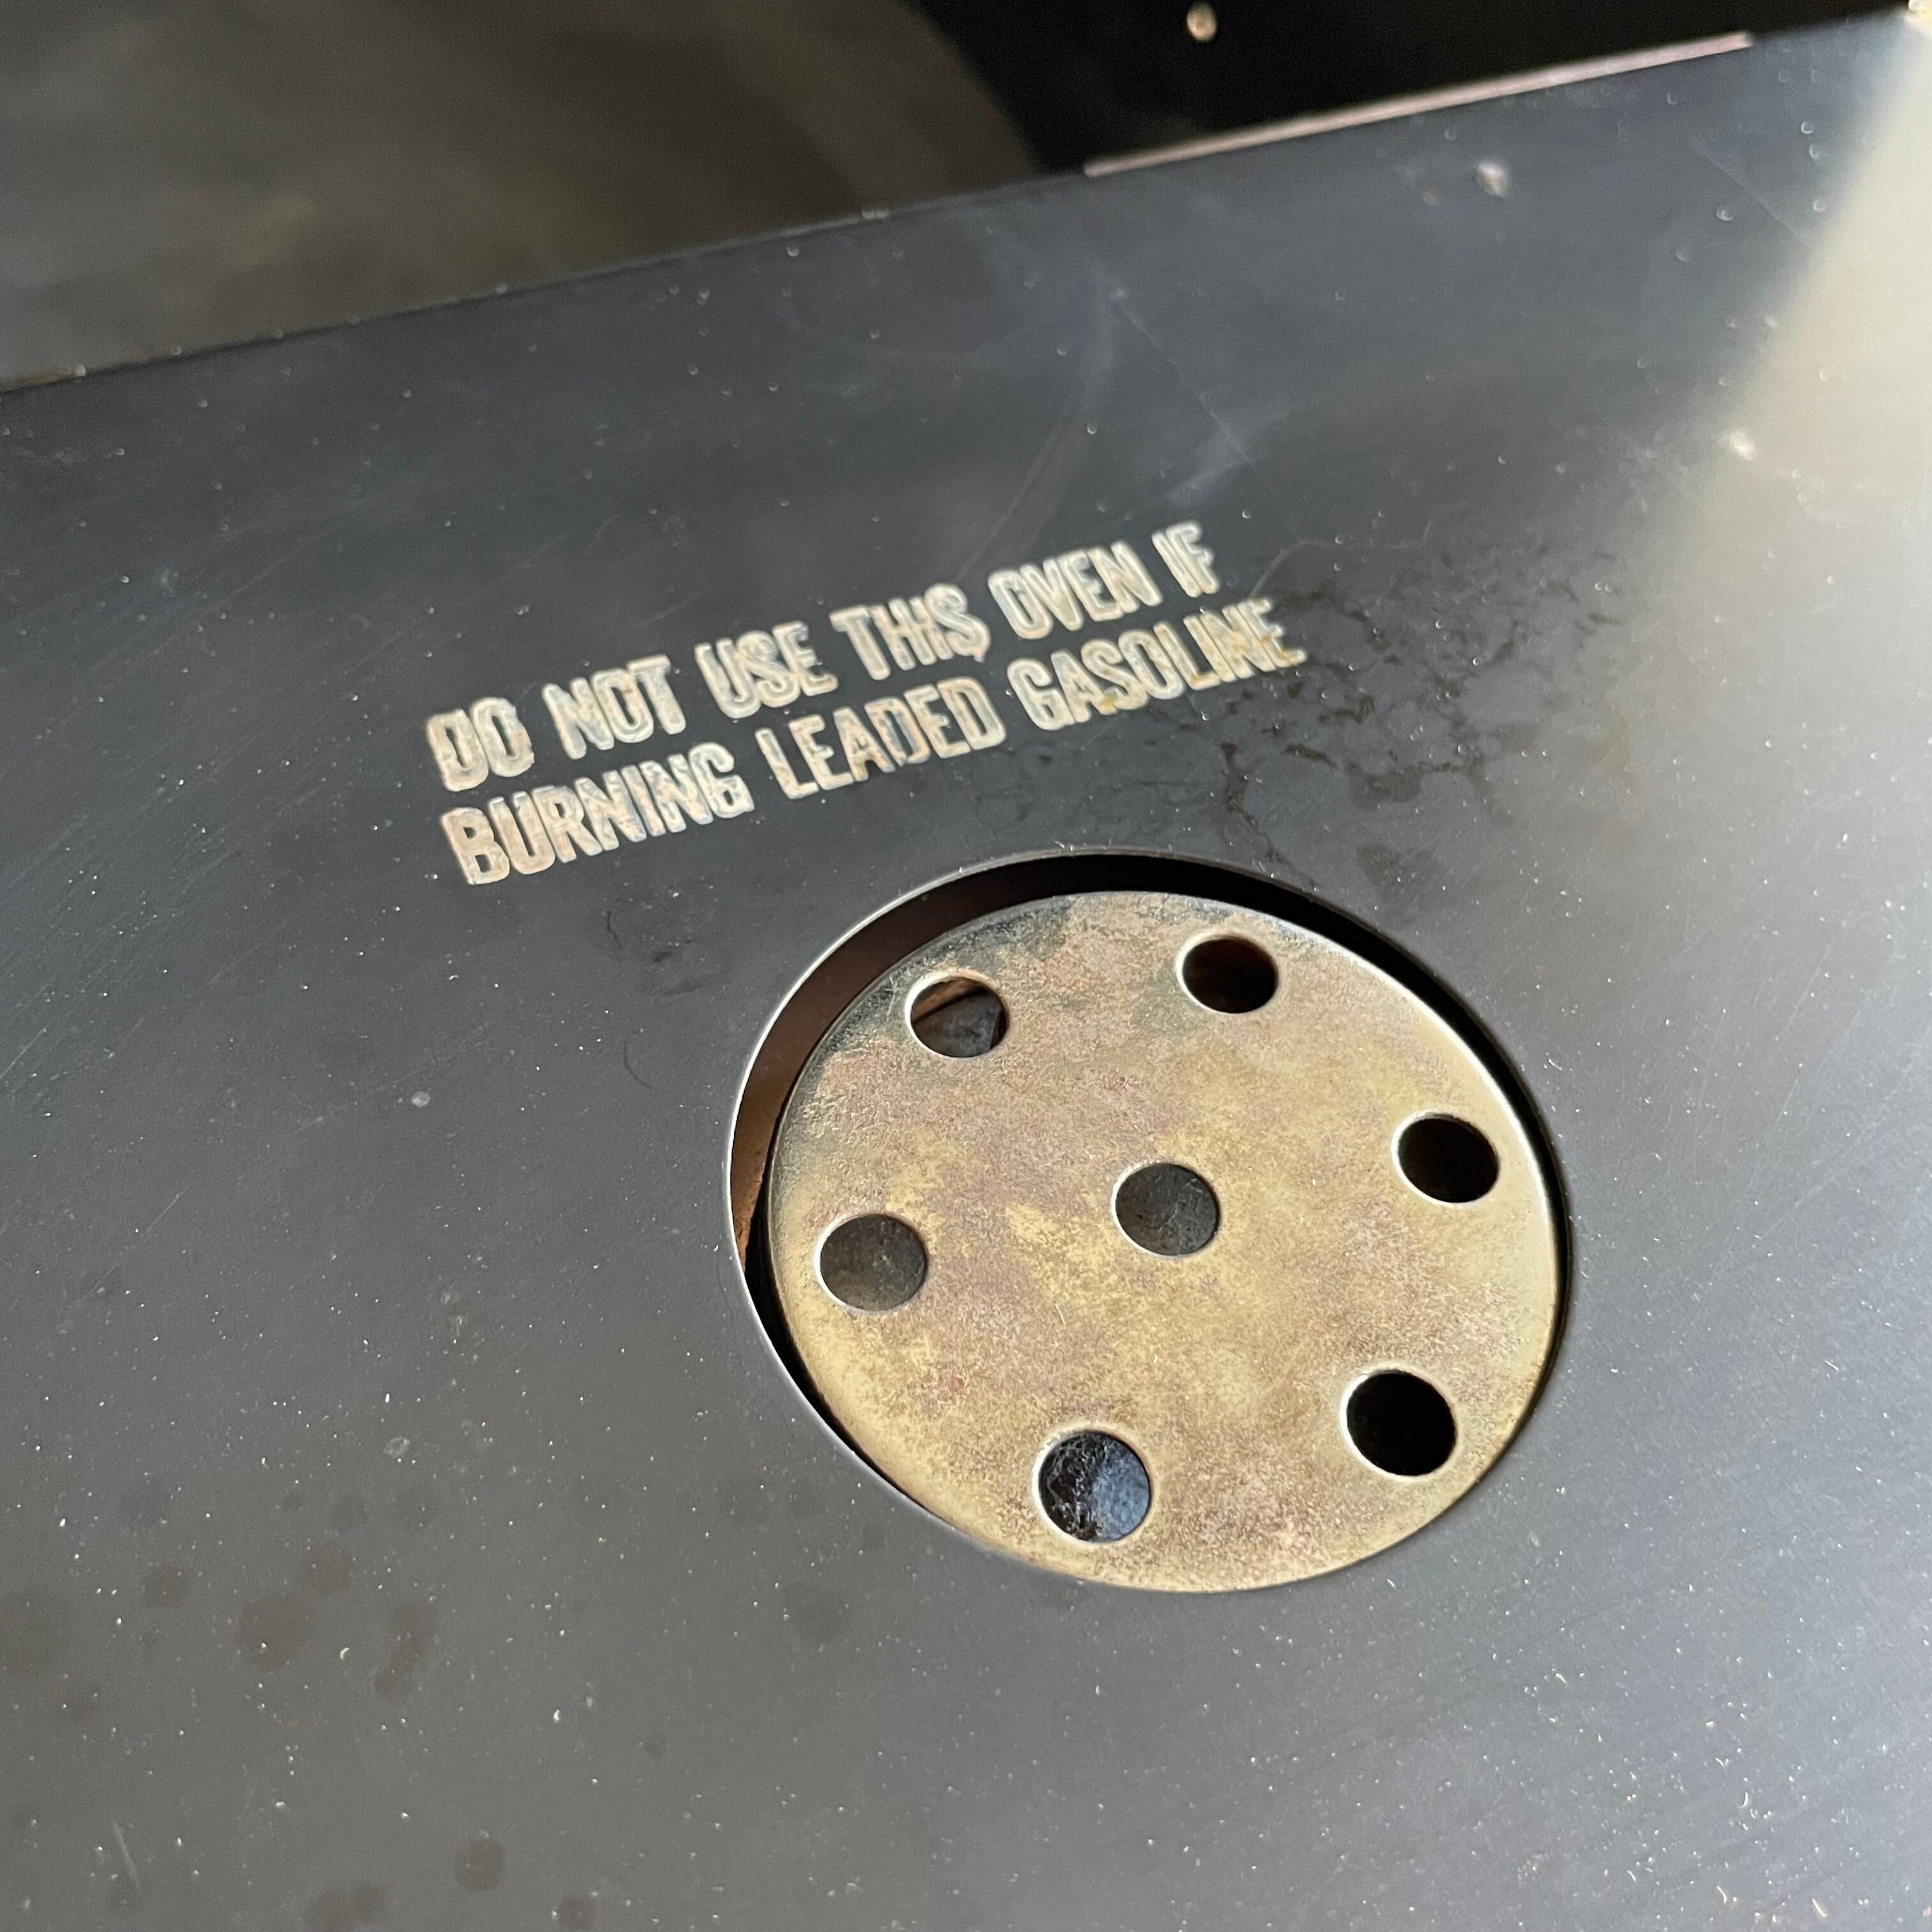 DO NOT USE THIS OVEN IF
BURNING LEADED GASOLINE